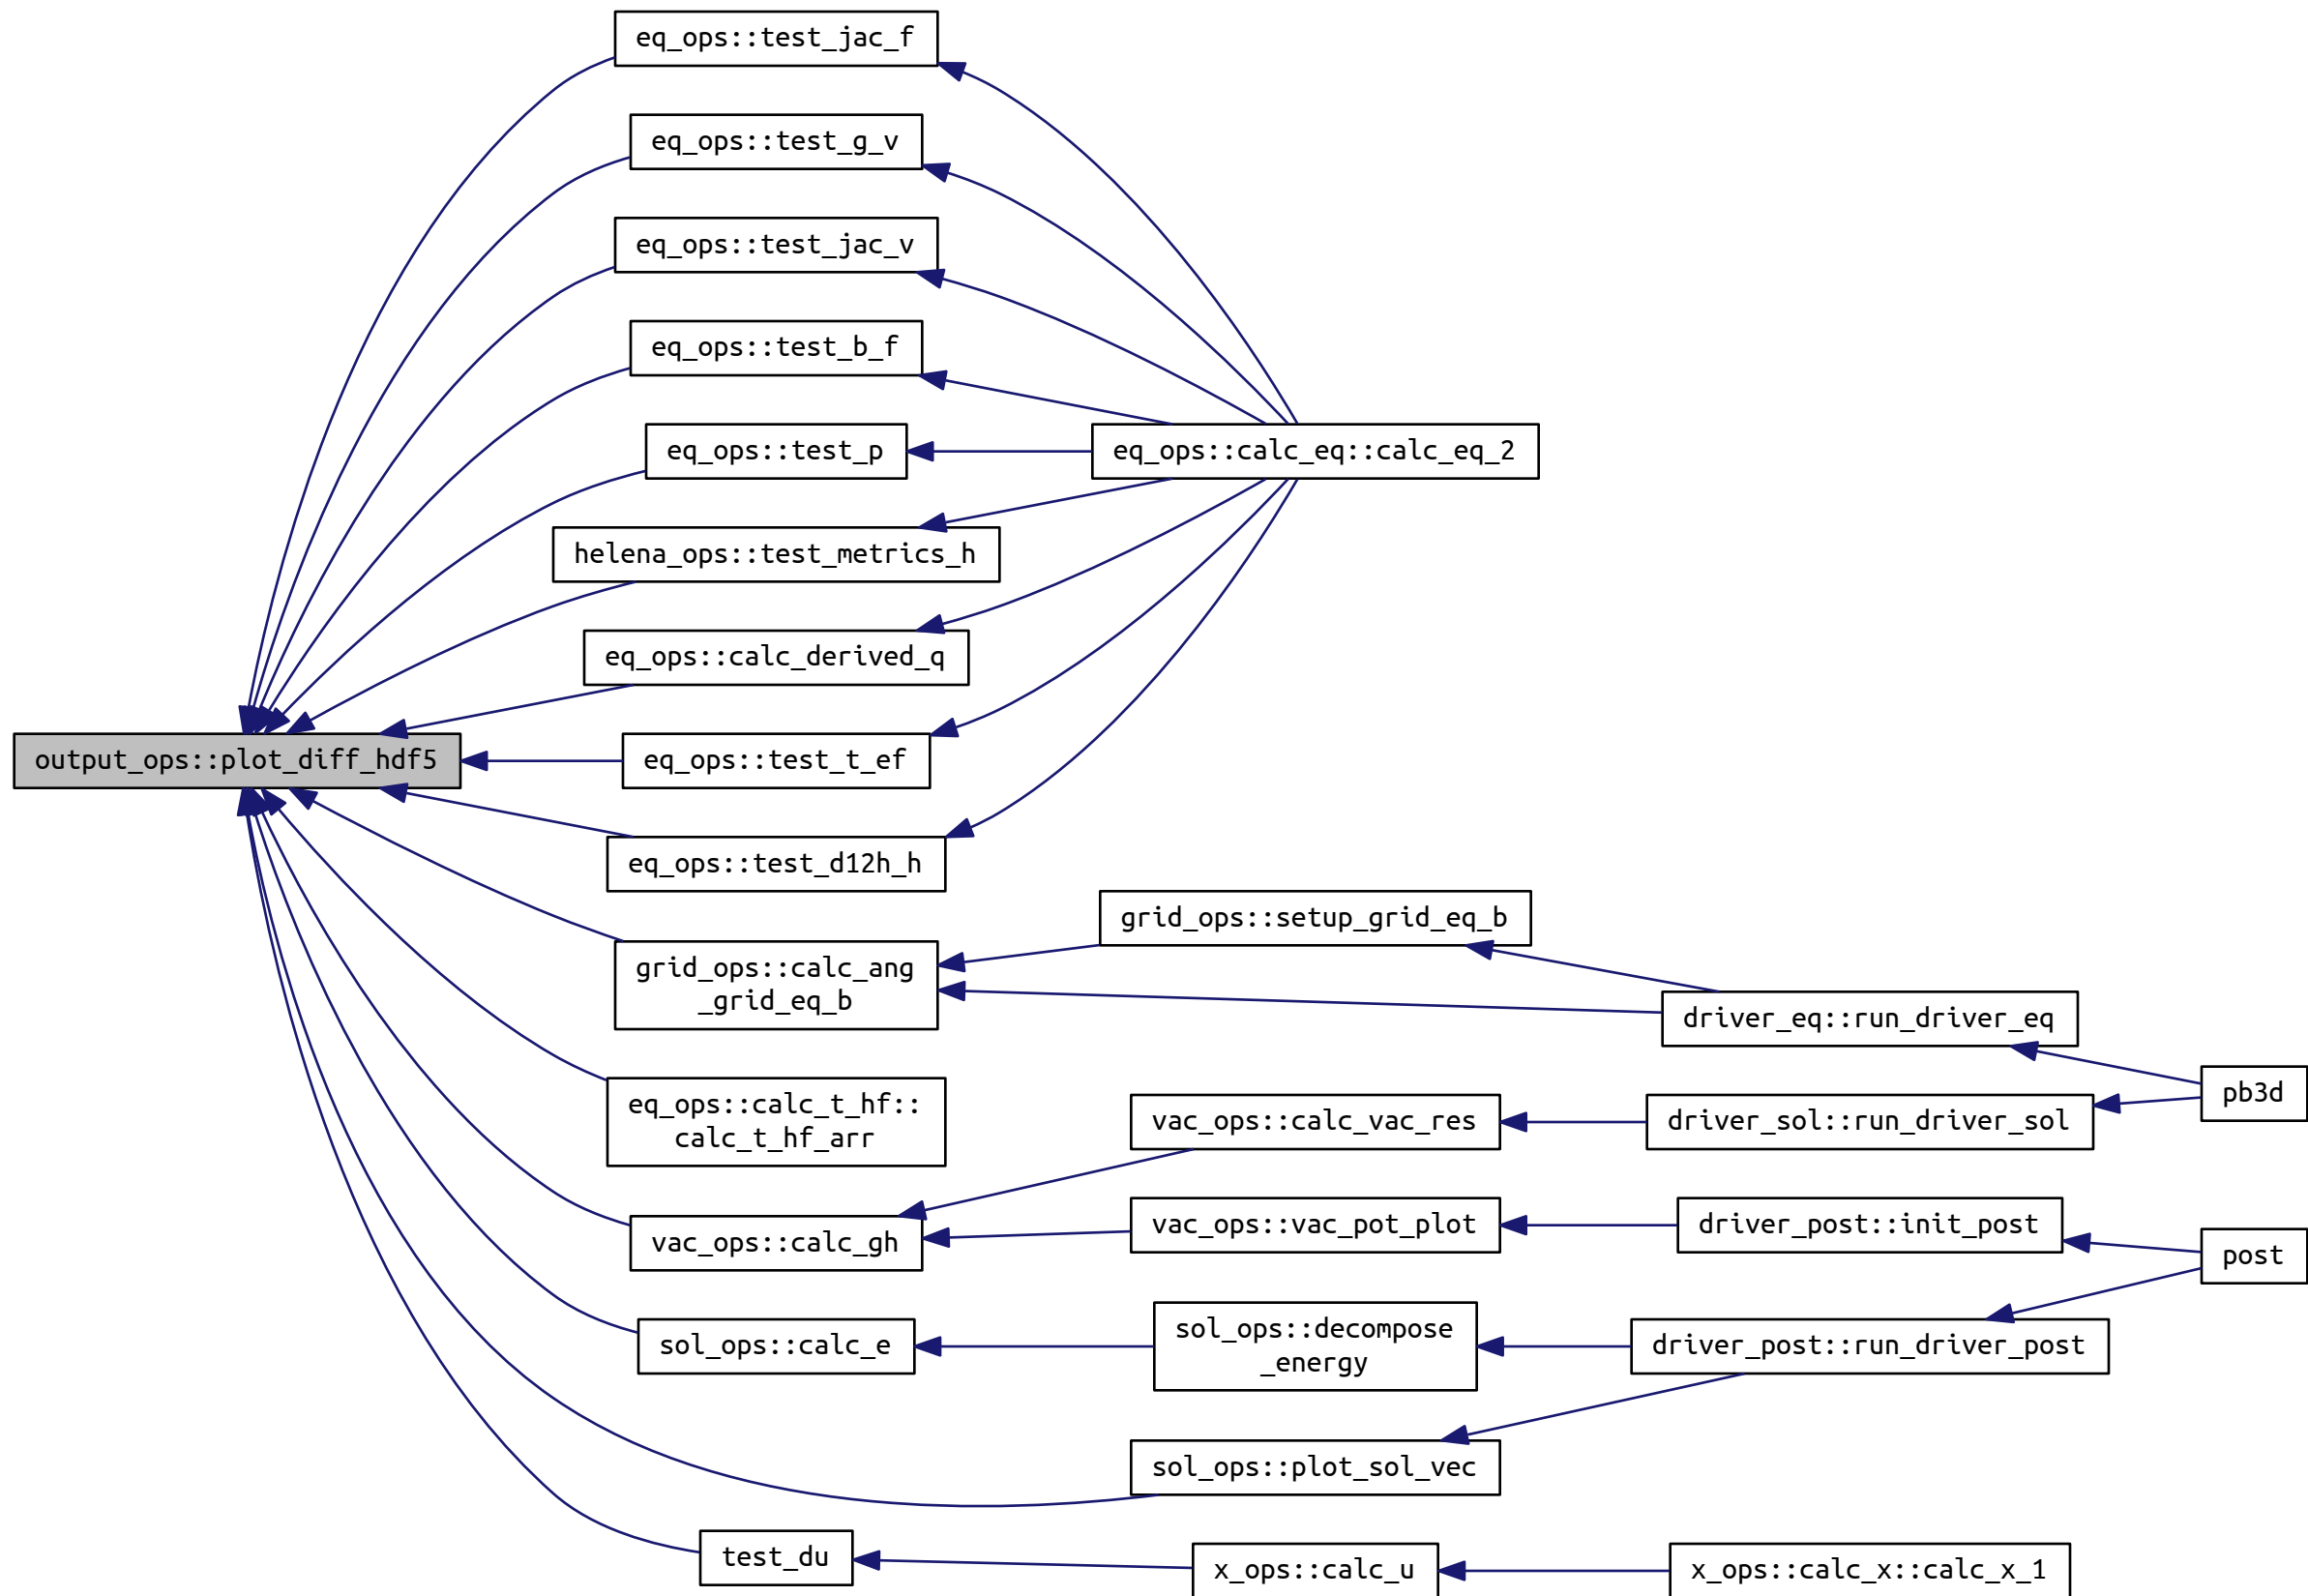 eq_ops::test_jac_f
eq_ops::test_g_v
eq_ops::test_jac_v
eq_ops::test_b_f
eq_ops::test_p
eq_ops::calc_eq::calc_eq_2
helena_ops::test_metrics_h
eq_ops::calc_derived_q
output_ops::plot_diff_hdf5
eq_ops::test_t_ef
eq_ops::test_d12h_h
grid_ops::setup_grid_eq_b
grid_ops::calc_ang
_grid_eq_b
driver_eq::run_driver_eq
pb3d
eq_ops::calc_t_hf::
calc_t_hf_arr
vac_ops::calc_vac_res
driver_sol::run_driver_sol
vac_ops::calc_gh
vac_ops::vac_pot_plot
driver_post::init_post
post
sol_ops::calc_e
sol_ops::decompose
_energy
driver_post::run_driver_post
sol_ops::plot_sol_vec
test_du
x_ops::calc_u
x_ops::calc_x::calc_x_1